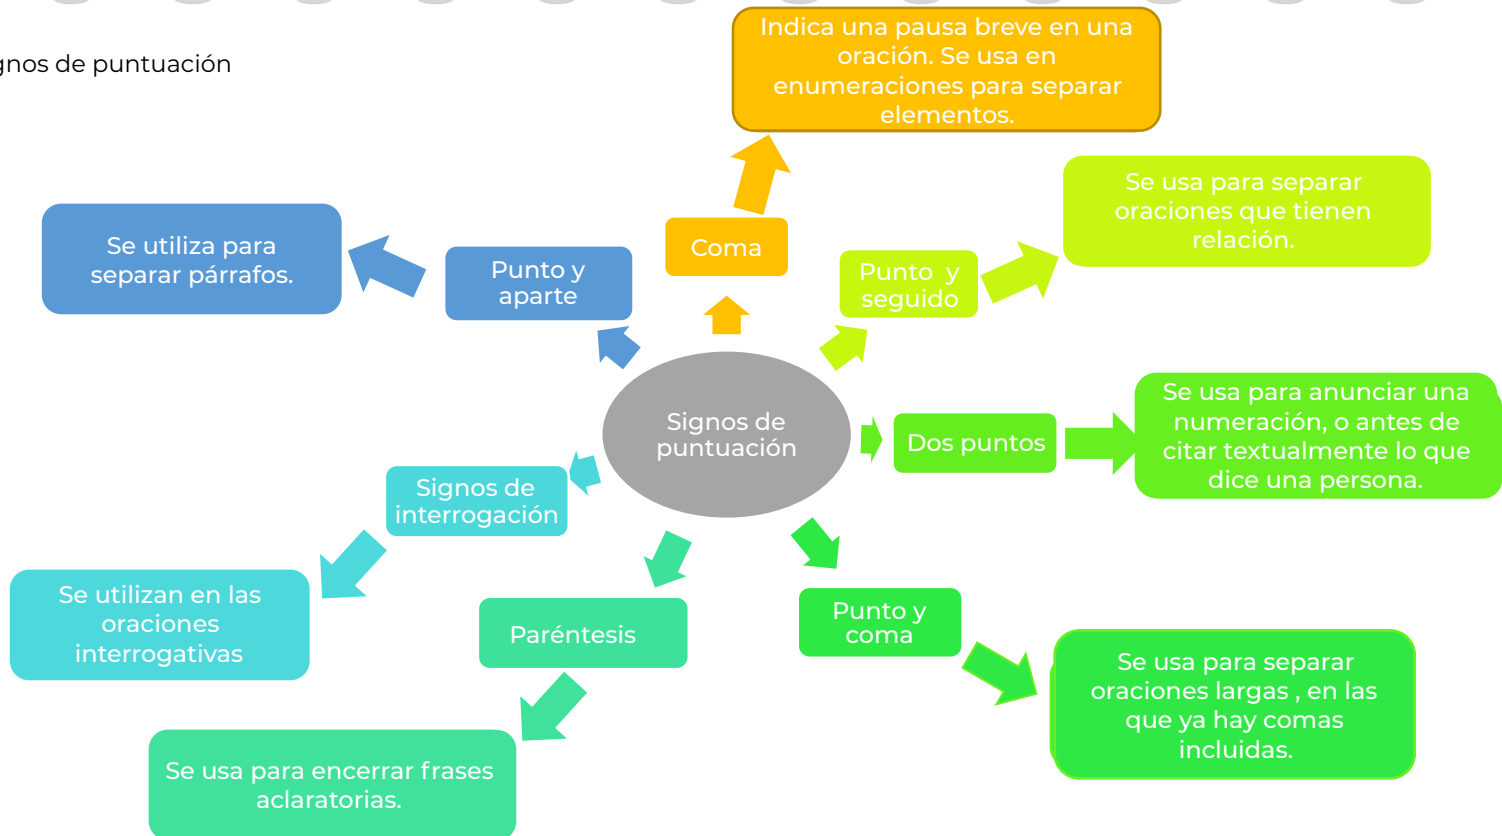 gnos de puntuación
Indica una pausa breve en una
oración. Se usa en
enumeraciones para separar
elementos.
Coma
Se usa para separar
oraciones que tienen
relación.
Punto y
seguido
Se utiliza para
separar párrafos.
Punto y
aparte
Signos de
puntuación
Dos puntos
Se usa para anunciar una
numeración, o antes de
citar textualmente lo que
dice una persona.
Signos de
interrogación
Se utilizan en las
oraciones
interrogativas
Paréntesis
Se usa para encerrar frases
aclaratorias.
Punto y
coma
Se usa para separar
oraciones largas , en las
que ya hay comas
incluidas.